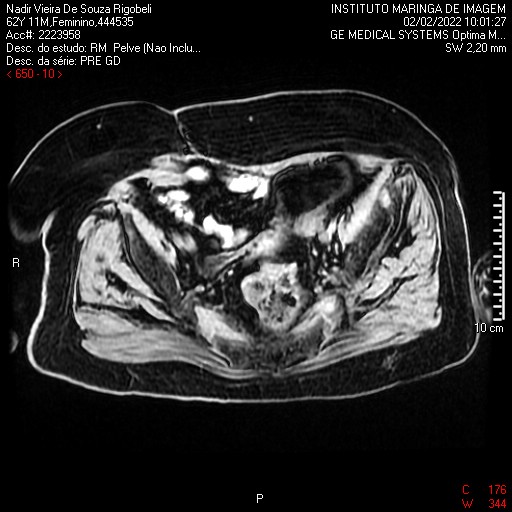 Nadir Vieira De Souza Rigobeli
62Y 11M,Feminino,444535
Acc#: 2223958
Desc. do estudo: RM Pelve (Nao Inclu...
Desc. da série: PRE GD
< 650 - 10 >
INSTITUTO MARINGA DE IMAGEM
02/02/2022 10:01:27
GE MEDICAL SYSTEMS Optima M...
SW 2,20 mm
R
10 cm
P
C 176
W 344